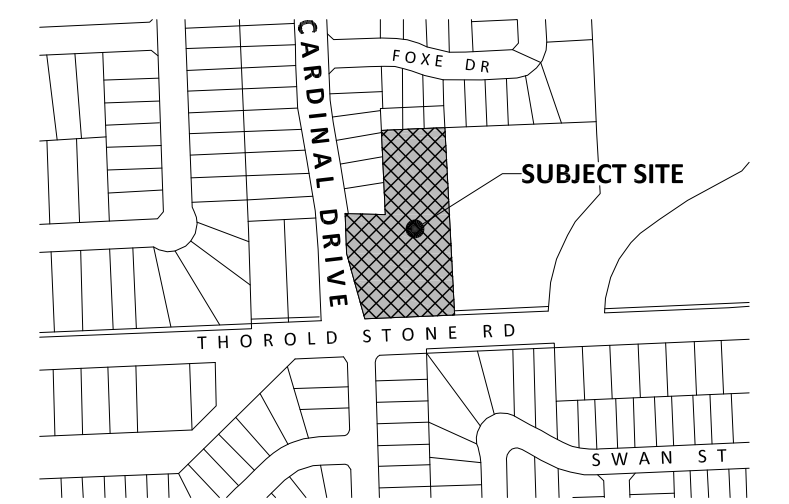 CARDINAL DRIVE
FOXE DR
SUBJECT SITE
THOROLD STONE RD
SWAN ST